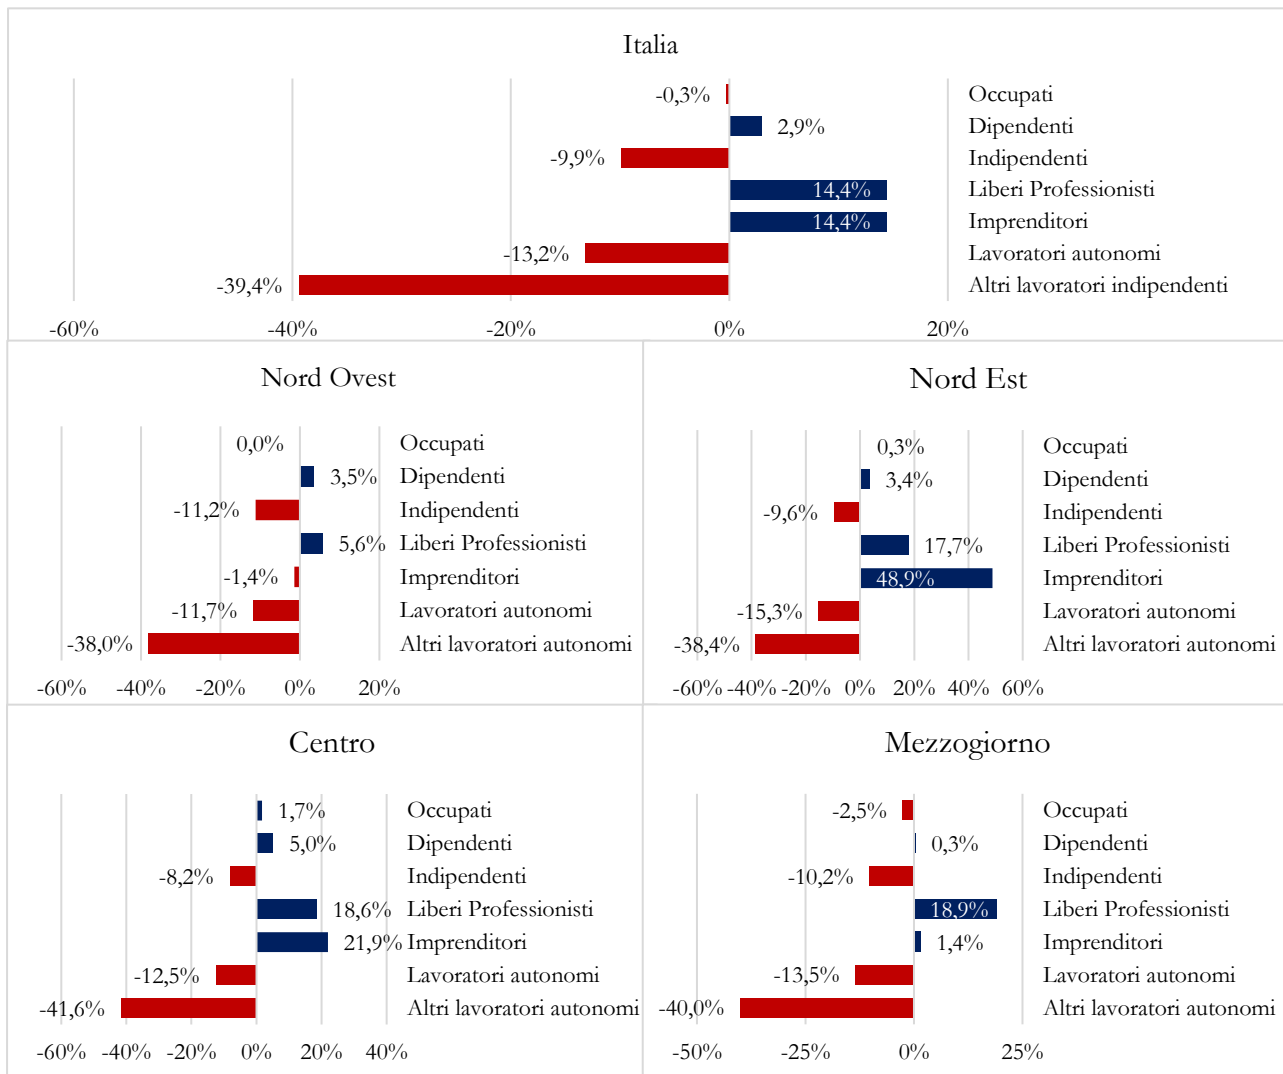 Italia
-0,3% Occupati
2,9% Dipendenti
-9,9% Indipendenti
14,4% Liberi Professionisti
14,4% Imprenditori
-13,2% Lavoratori autonomi
-39,4% Altri lavoratori indipendenti
-60% -40% -20% 0% 20%
Nord Ovest
0,0% Occupati
3,5% Dipendenti
-11,2% Indipendenti
5,6% Liberi Professionisti
-1,4% Imprenditori
-11,7% Lavoratori autonomi
-38,0% Altri lavoratori autonomi
-60% -40% -20% 0% 20%
Nord Est
0,3% Occupati
3,4% Dipendenti
-9,6% Indipendenti
17,7% Liberi Professionisti
48,9% Imprenditori
-15,3% Lavoratori autonomi
-38,4% Altri lavoratori autonomi
-60% -40% -20% 0% 20% 40% 60%
Centro
1,7% Occupati
5,0% Dipendenti
-8,2% Indipendenti
18,6% Liberi Professionisti
21,9% Imprenditori
-12,5% Lavoratori autonomi
-41,6% Altri lavoratori autonomi
-60% -40% -20% 0% 20% 40%
Mezzogiorno
-2,5% Occupati
0,3% Dipendenti
-10,2% Indipendenti
18,9% Liberi Professionisti
1,4% Imprenditori
-13,5% Lavoratori autonomi
-40,0% Altri lavoratori autonomi
-50% -25% 0% 25%